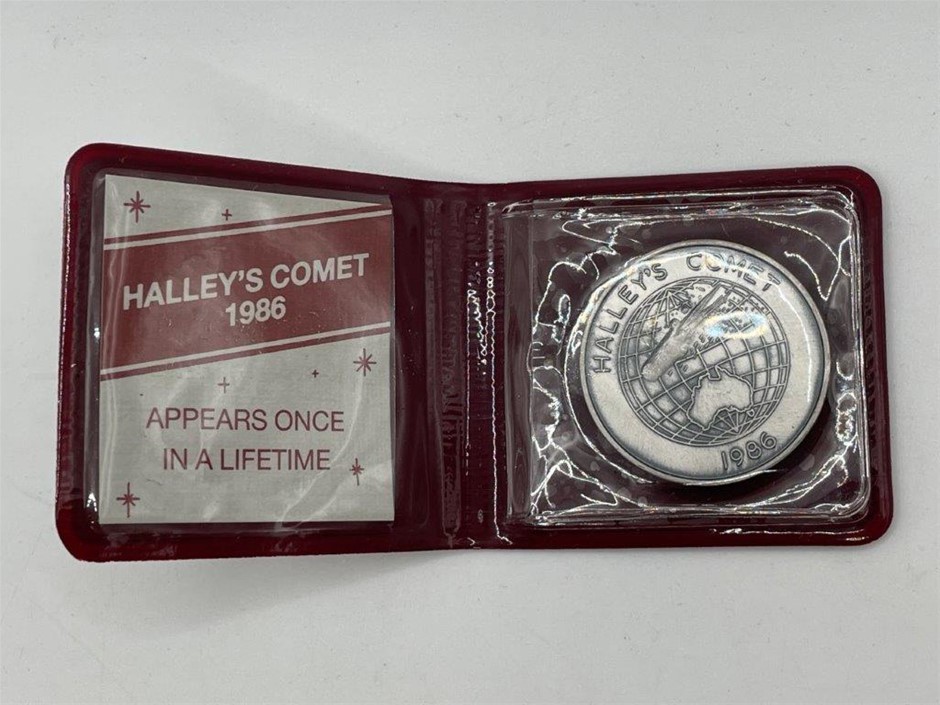 HALLEY'S COMET
1986
APPEARS ONCE
IN A LIFETIME
HALLEY'S COMET
1986